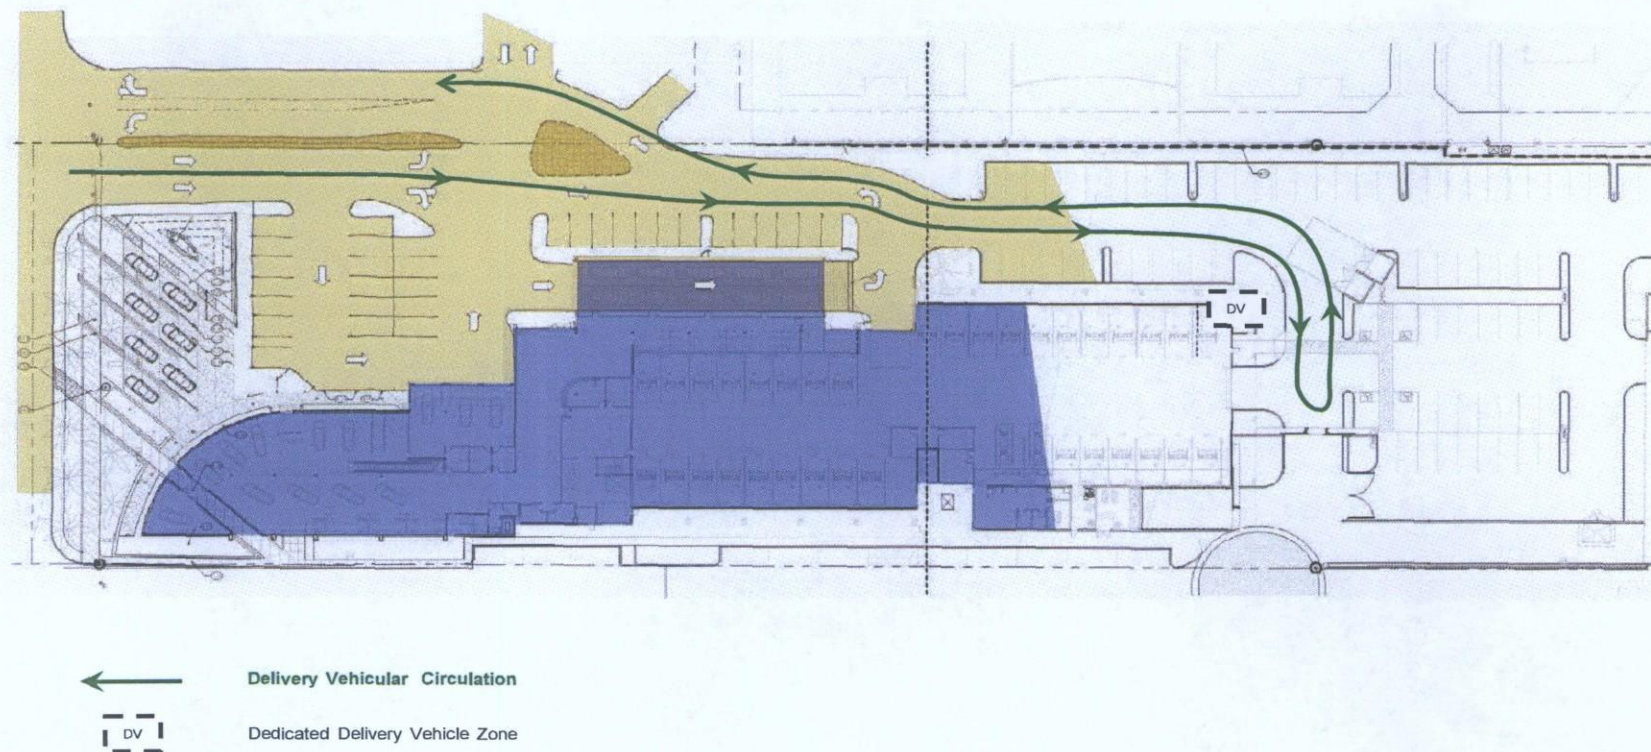 DV
Delivery Vehicular Circulation
DV
Dedicated Delivery Vehicle Zone